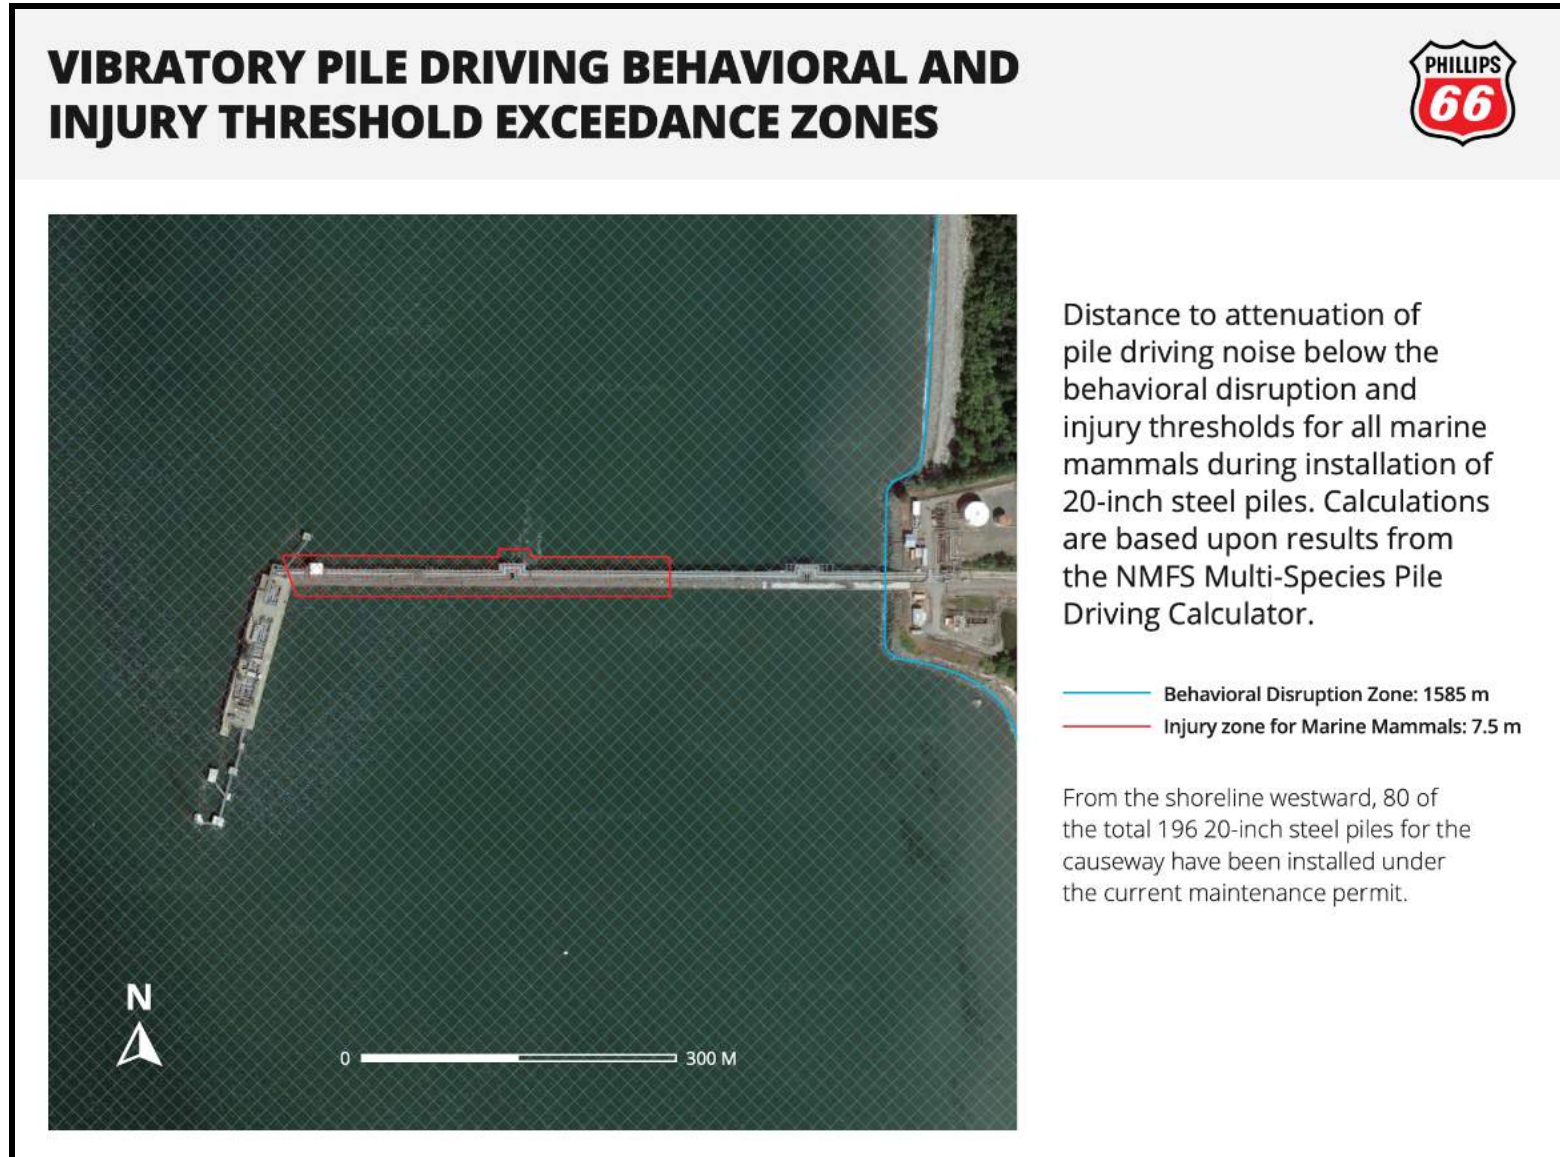 VIBRATORY PILE DRIVING BEHAVIORAL AND
INJURY THRESHOLD EXCEEDANCE ZONES
PHILLIPS
66
Distance to attenuation of
pile driving noise below the
behavioral disruption and
injury thresholds for all marine
mammals during installation of
20-inch steel piles. Calculations
are based upon results from
the NMFS Multi-Species Pile
Driving Calculator.
Behavioral Disruption Zone: 1585 m
Injury zone for Marine Mammals: 7.5 m
From the shoreline westward, 80 of
the total 196 20-inch steel piles for the
causeway have been installed under
the current maintenance permit.
N
0 300 M